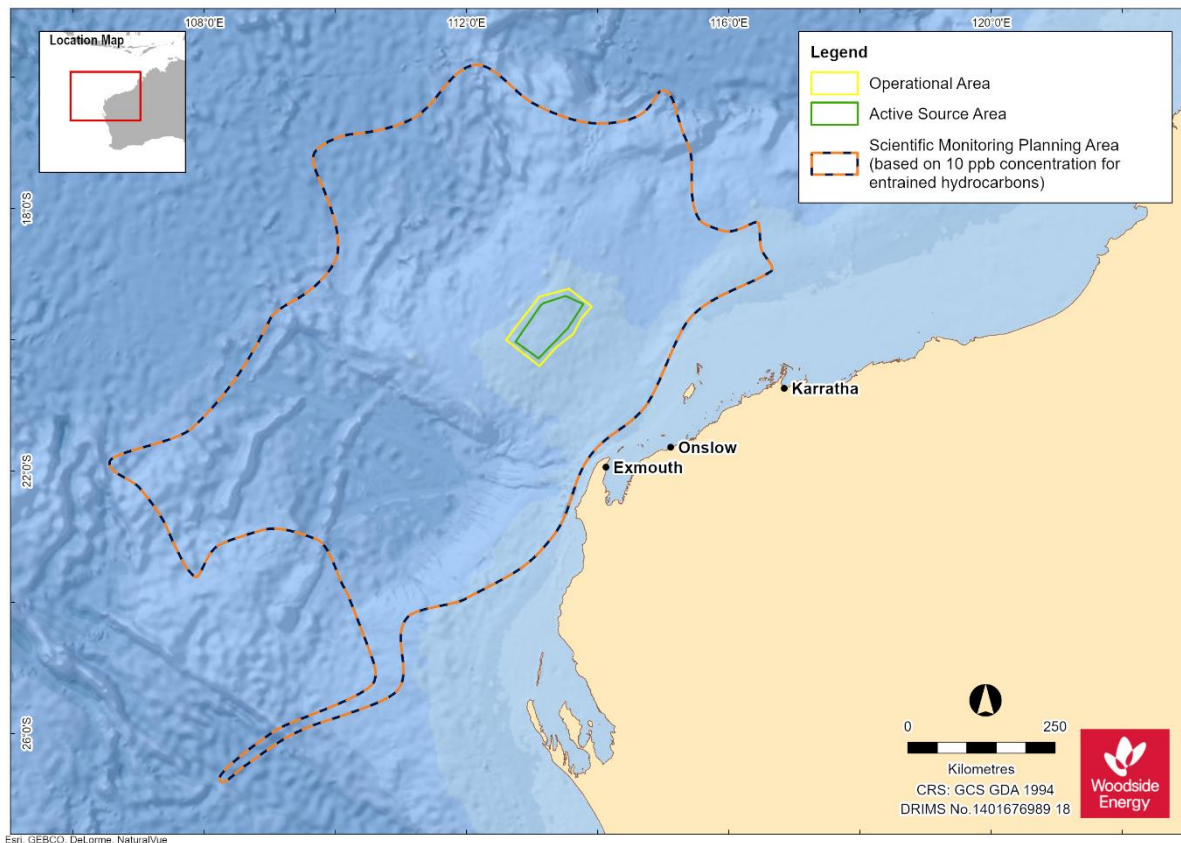 108°0'E
112°0'E
116°0'E
120°0'E
Location Map
Legend
Operational Area
Active Source Area
Scientific Monitoring Planning Area
(based on 10 ppb concentration for
entrained hydrocarbons)
18°0'S
22°0'S
26°0'S
Karratha
Onslow
Exmouth
0 250
Kilometres
CRS: GCS GDA 1994
DRIMS No.1401676989 18
Woodside
Energy
Esri, GEBCO, DeLorme, NaturalVue